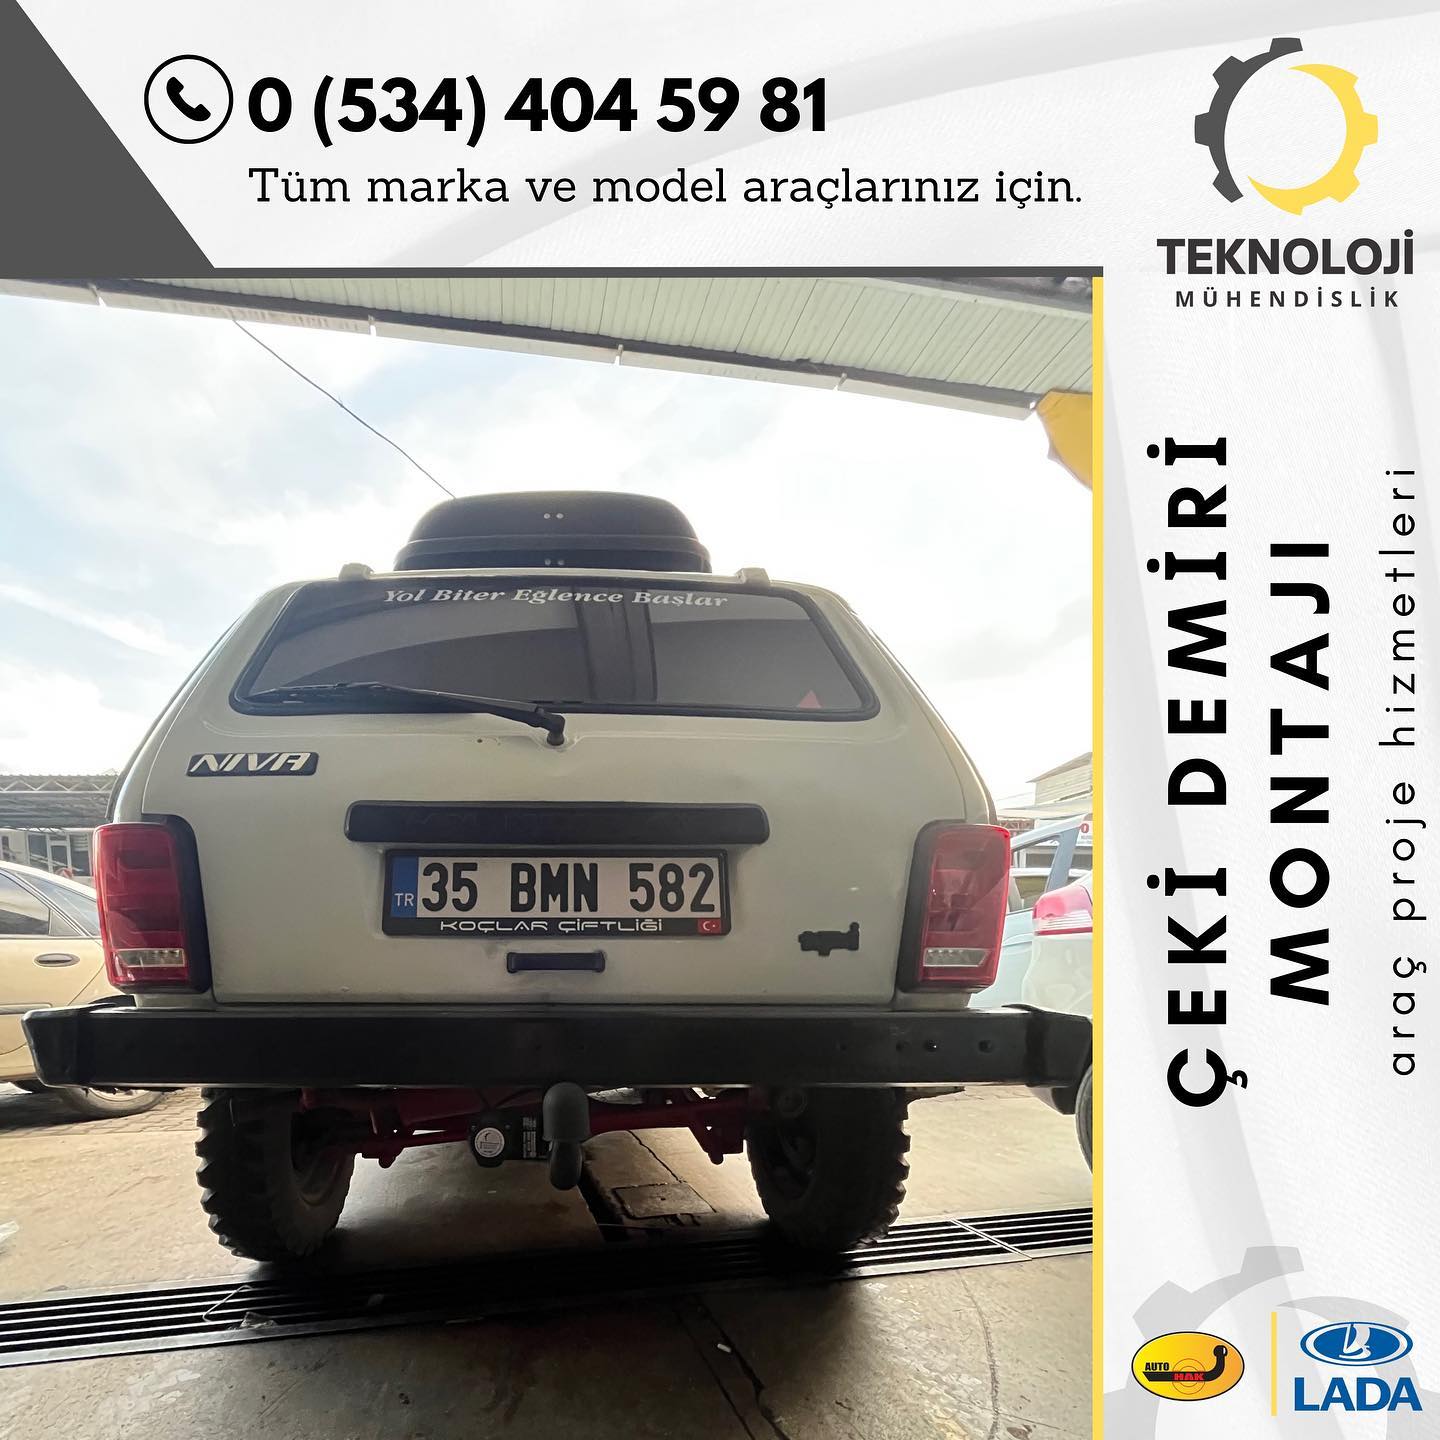 0 (534) 404 59 81
Tüm marka ve model araçlarınız için.
TEKNOLOJİ
MÜHENDİSLİK
ÇEKİ DEMİRİ
MONTAJI
araç proje hizmetleri
Yol Biter Eğlence Başlar
NIVA
TR 35 BMN 582
KOÇLAR ÇİFTLİĞİ
AUTO
HAK
LADA